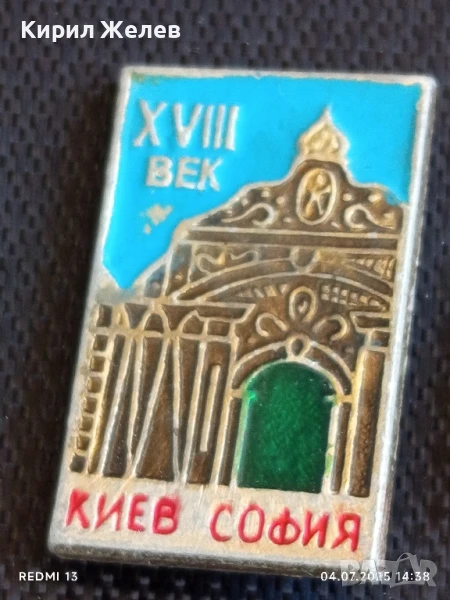 Кирил Желев
XVIII
ВЕК
КИЕВ СОФИЯ
REDMI 13
04.07.2025 14:38